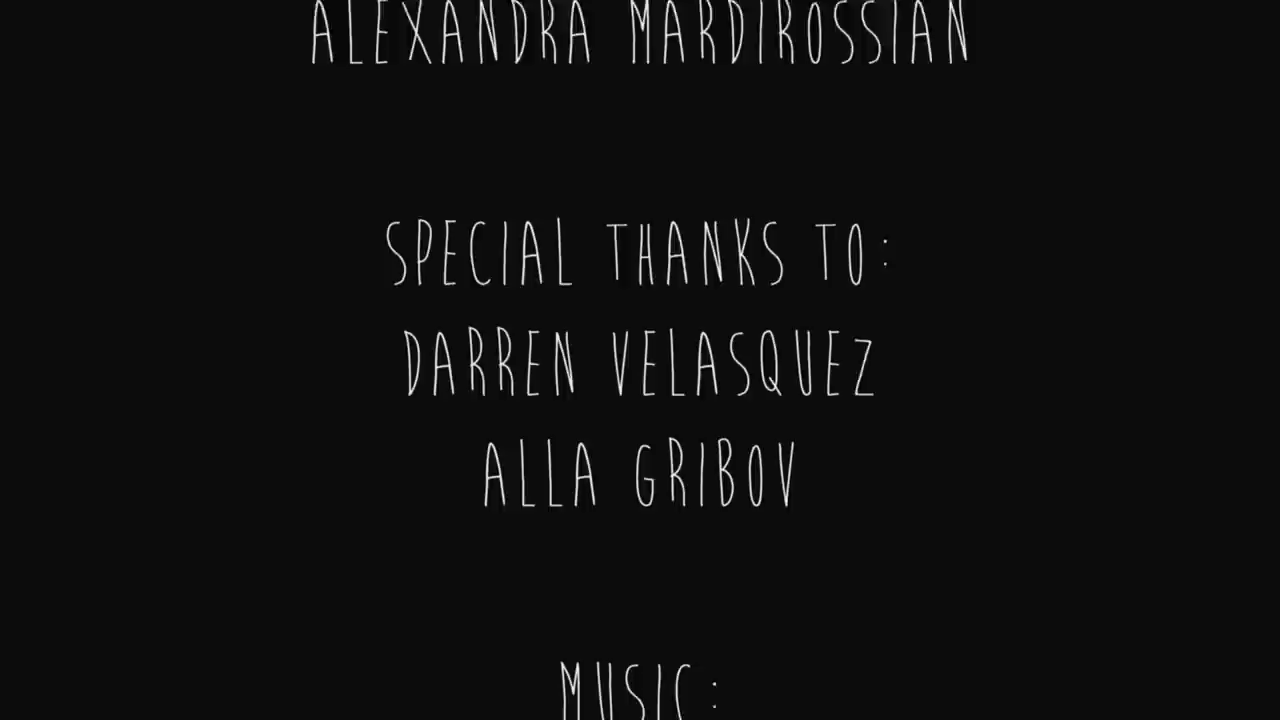 ALEXANDRA MARDIROSSIAN
SPECIAL THANKS TO:
DARREN VELASQUEZ
ALLA GRIBOV
MUSIC: